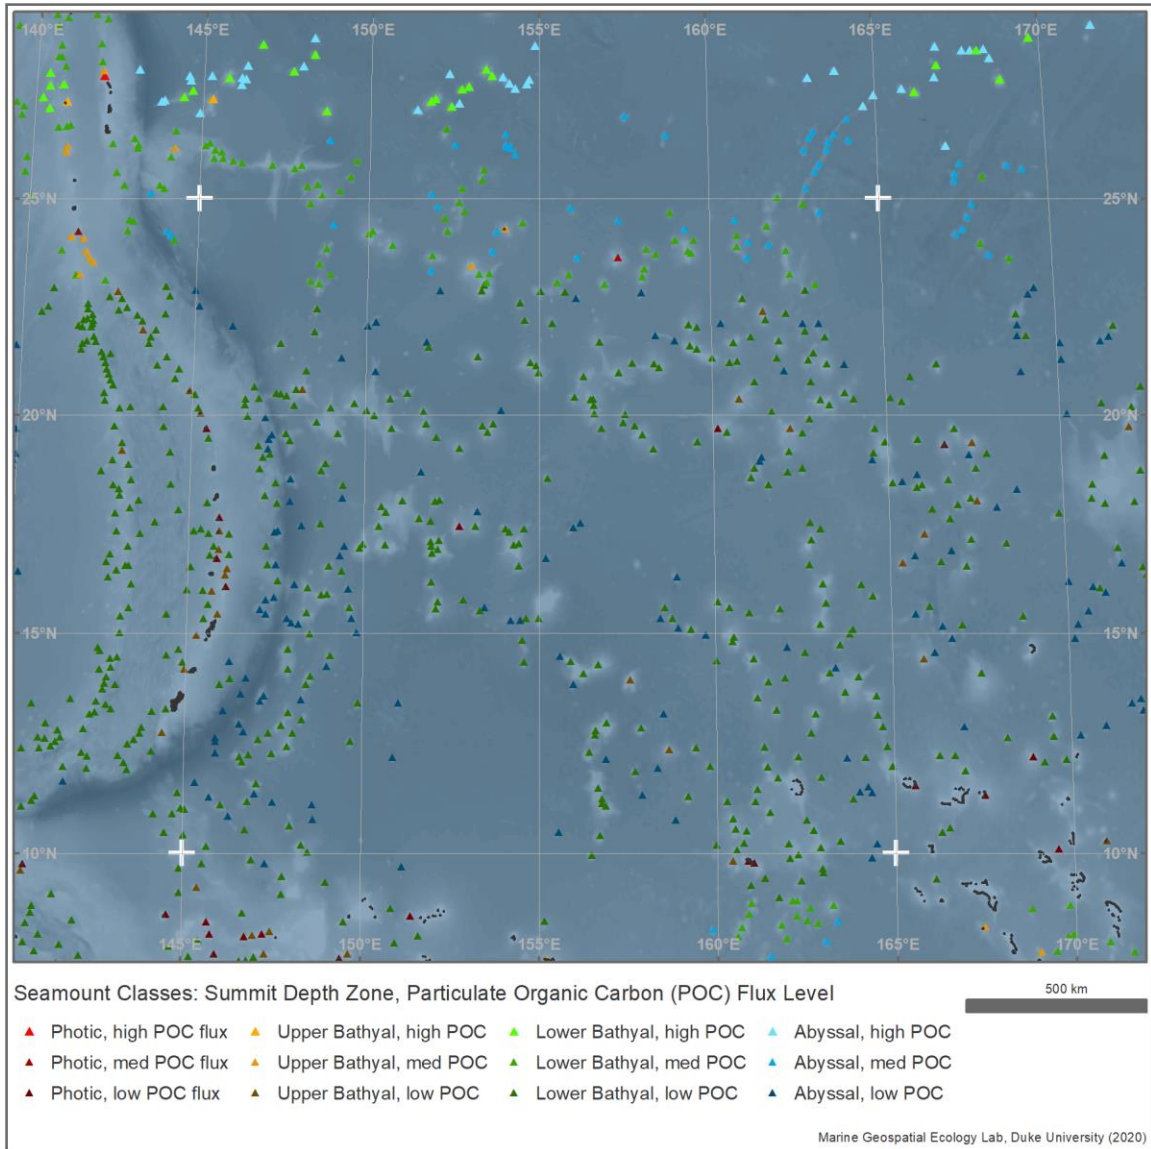 140°E 145°E 150°E 155°E 160°E 165°E 170°E
25°N 25°N
20°N 20°N
15°N 15°N
10°N 10°N
145°E 150°E 155°E 160°E 165°E 170°E
Seamount Classes: Summit Depth Zone, Particulate Organic Carbon (POC) Flux Level
500 km
Photic, high POC flux Upper Bathyal, high POC Lower Bathyal, high POC Abyssal, high POC
Photic, med POC flux Upper Bathyal, med POC Lower Bathyal, med POC Abyssal, med POC
Photic, low POC flux Upper Bathyal, low POC Lower Bathyal, low POC Abyssal, low POC
Marine Geospatial Ecology Lab, Duke University (2020)